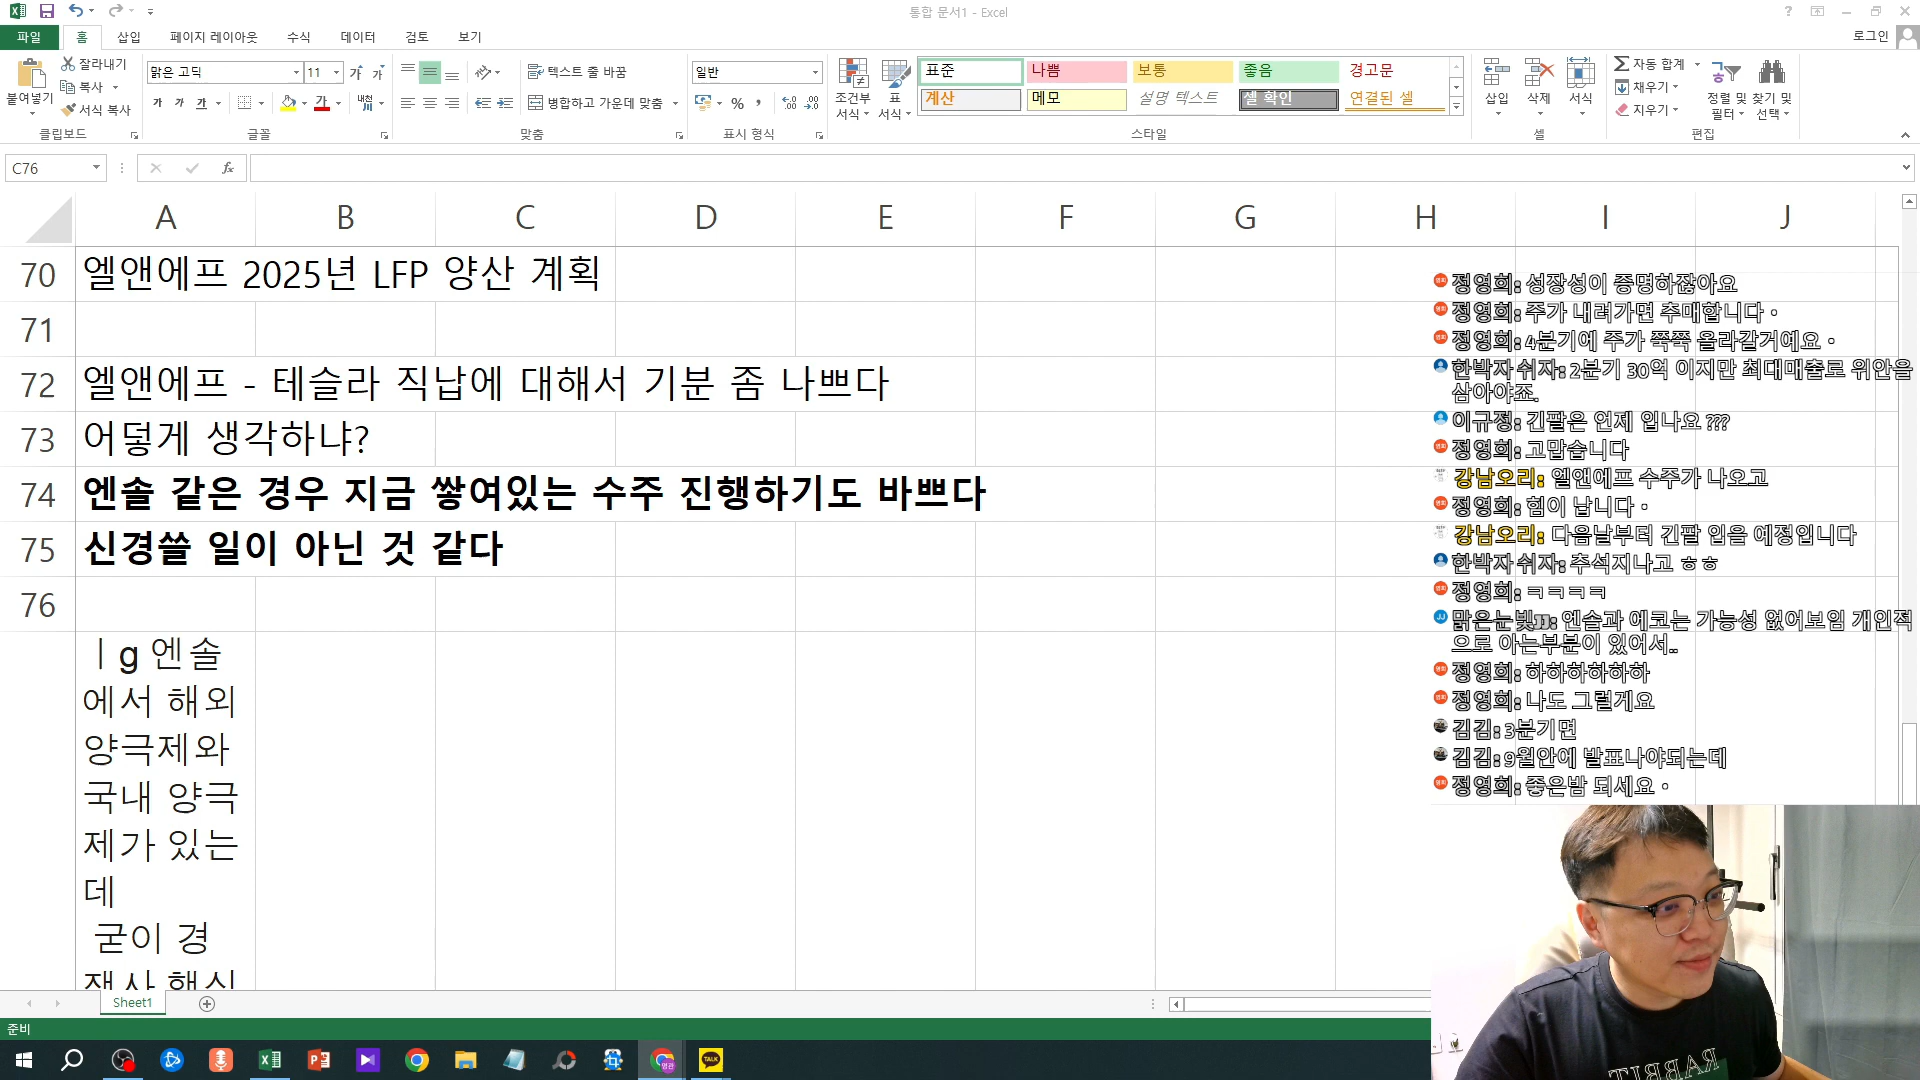 통합 문서1 - Excel
로그인
파일 홈 삽입 페이지 레이아웃 수식 데이터 검토 보기
붙여넣기
잘라내기
복사
서식 복사
클립보드
맑은 고딕 11
가 가 가
글꼴
텍스트 줄 바꿈
병합하고 가운데 맞춤
맞춤
일반
표시 형식
조건부 서식
표 서식
표준 나쁨 보통 좋음 경고문
계산 메모 설명 텍스트 셀 확인 연결된 셀
스타일
삽입 삭제 서식
셀
자동 합계
채우기
지우기
정렬 및 필터
찾기 및 선택
편집
C76
fx
A B C D E F G H I J
70 엘앤에프 2025년 LFP 양산 계획
71
72 엘앤에프 - 테슬라 직납에 대해서 기분 좀 나쁘다
73 어덯게 생각하냐?
74 엔솔 같은 경우 지금 쌓여있는 수주 진행하기도 바쁘다
75 신경쓸 일이 아닌 것 같다
76
ㅣg 엔솔
에서 해외
양극제와
국내 양극
제가 있는
데
굳이 경
쟁사 핵심
정영희: 성장성이 증명하잖아요
정영희: 주가 내려가면 추매합니다 •
정영희: 4분기에 주가 쭉쭉 올라갈거예요 •
한박자 쉬자: 2분기 30억 이지만 최대매출로 위안을
삼아야죠.
이규정: 긴팔은 언제 입나요 ???
정영희: 고맙습니다
강남오리: 엘앤에프 수주가 나오고
정영희: 힘이 납니다 •
강남오리: 다음날부터 긴팔 입을 예정입니다
한박자 쉬자: 추석지나고 ㅎㅎ
정영희: ㅋㅋㅋㅋ
맑은눈빛JJ: 엔솔과 에코는 가능성 없어보임 개인적
으로 아는부분이 있어서..
정영희: 하하하하하하
정영희: 나도 그럴게요
김김: 3분기면
김김: 9월안에 발표나야되는데
정영희: 좋은밤 되세요 •
Sheet1
준비
TALK
RABBIT